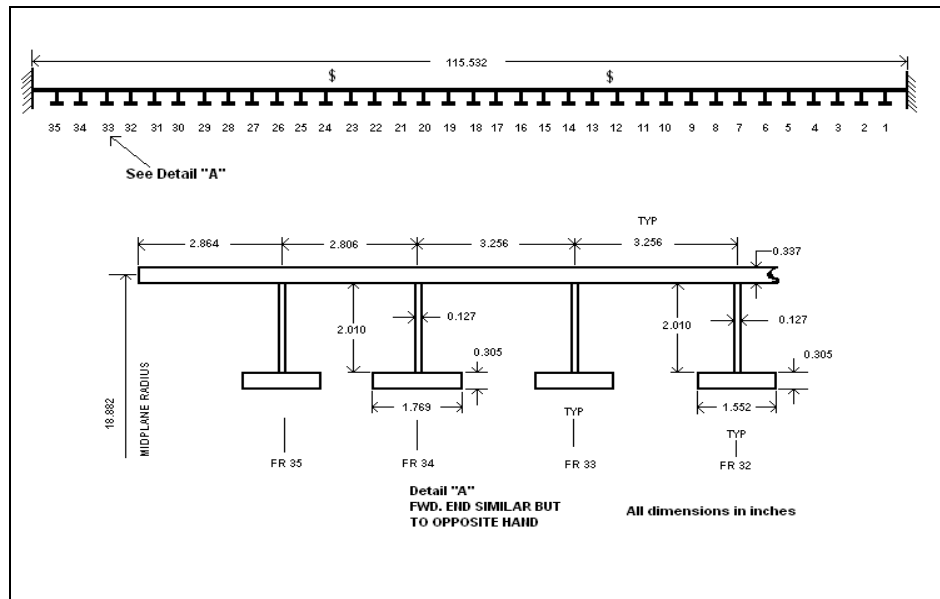 115.532
$ $
35 34 33 32 31 30 29 28 27 26 25 24 23 22 21 20 19 18 17 16 15 14 13 12 11 10 9 8 7 6 5 4 3 2 1
See Detail "A"
TYP
2.864 2.806 3.256 3.256
0.337
2.010 0.127 2.010 0.127
0.305 0.305
1.769 1.552
18.882
MIDPLANE RADIUS
TYP
TYP
FR 35 FR 34 FR 33 FR 32
Detail "A"
FWD. END SIMILAR BUT
TO OPPOSITE HAND
All dimensions in inches